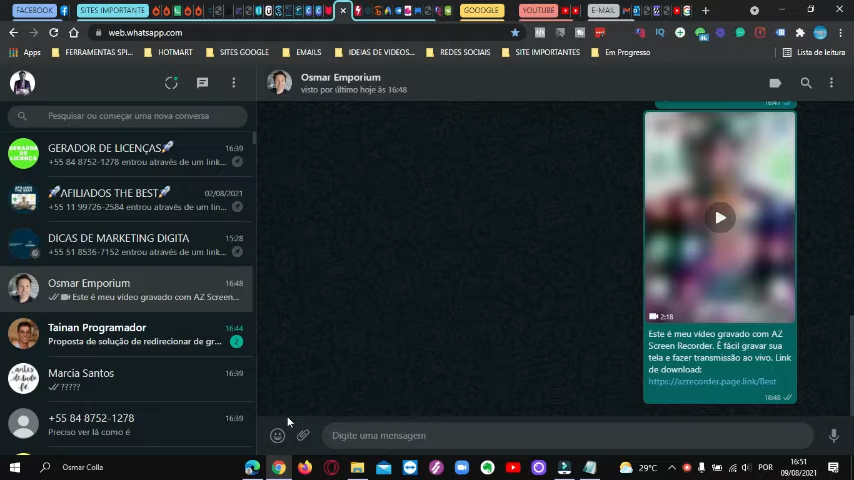 FACEBOOK
SITES IMPORTANTE
GOOOGLE
YOUTUBE
E-MAIL
web.whatsapp.com
Apps
FERRAMENTAS SPI...
HOTMART
SITES GOOGLE
EMAILS
IDEIAS DE VIDEOS...
REDES SOCIAIS
SITE IMPORTANTES
Em Progresso
Lista de leitura
Osmar Emporium
visto por último hoje às 16:48
Pesquisar ou começar uma nova conversa
GERADOR DE LICENÇAS🚀 16:39
+55 84 8752-1278 entrou através de um link...
🚀AFILIADOS THE BEST🚀 02/08/2021
+55 11 99726-2584 entrou através de um lin...
DICAS DE MARKETING DIGITA 15:28
+55 51 8536-7152 entrou através de um link...
Osmar Emporium 16:48
Este é meu vídeo gravado com AZ Screen...
Tainan Programador 16:44
Proposta de solução de redirecionar de gr...
Marcia Santos 16:39
?????
+55 84 8752-1278 16:39
Preciso ver lá como é
16:47
2:18
Este é meu vídeo gravado com AZ
Screen Recorder. É fácil gravar sua
tela e fazer transmissão ao vivo. Link
de download:
https://azrecorder.page.link/Best
16:48
Digite uma mensagem
Osmar Colla
29°C
POR
16:51
09/08/2021